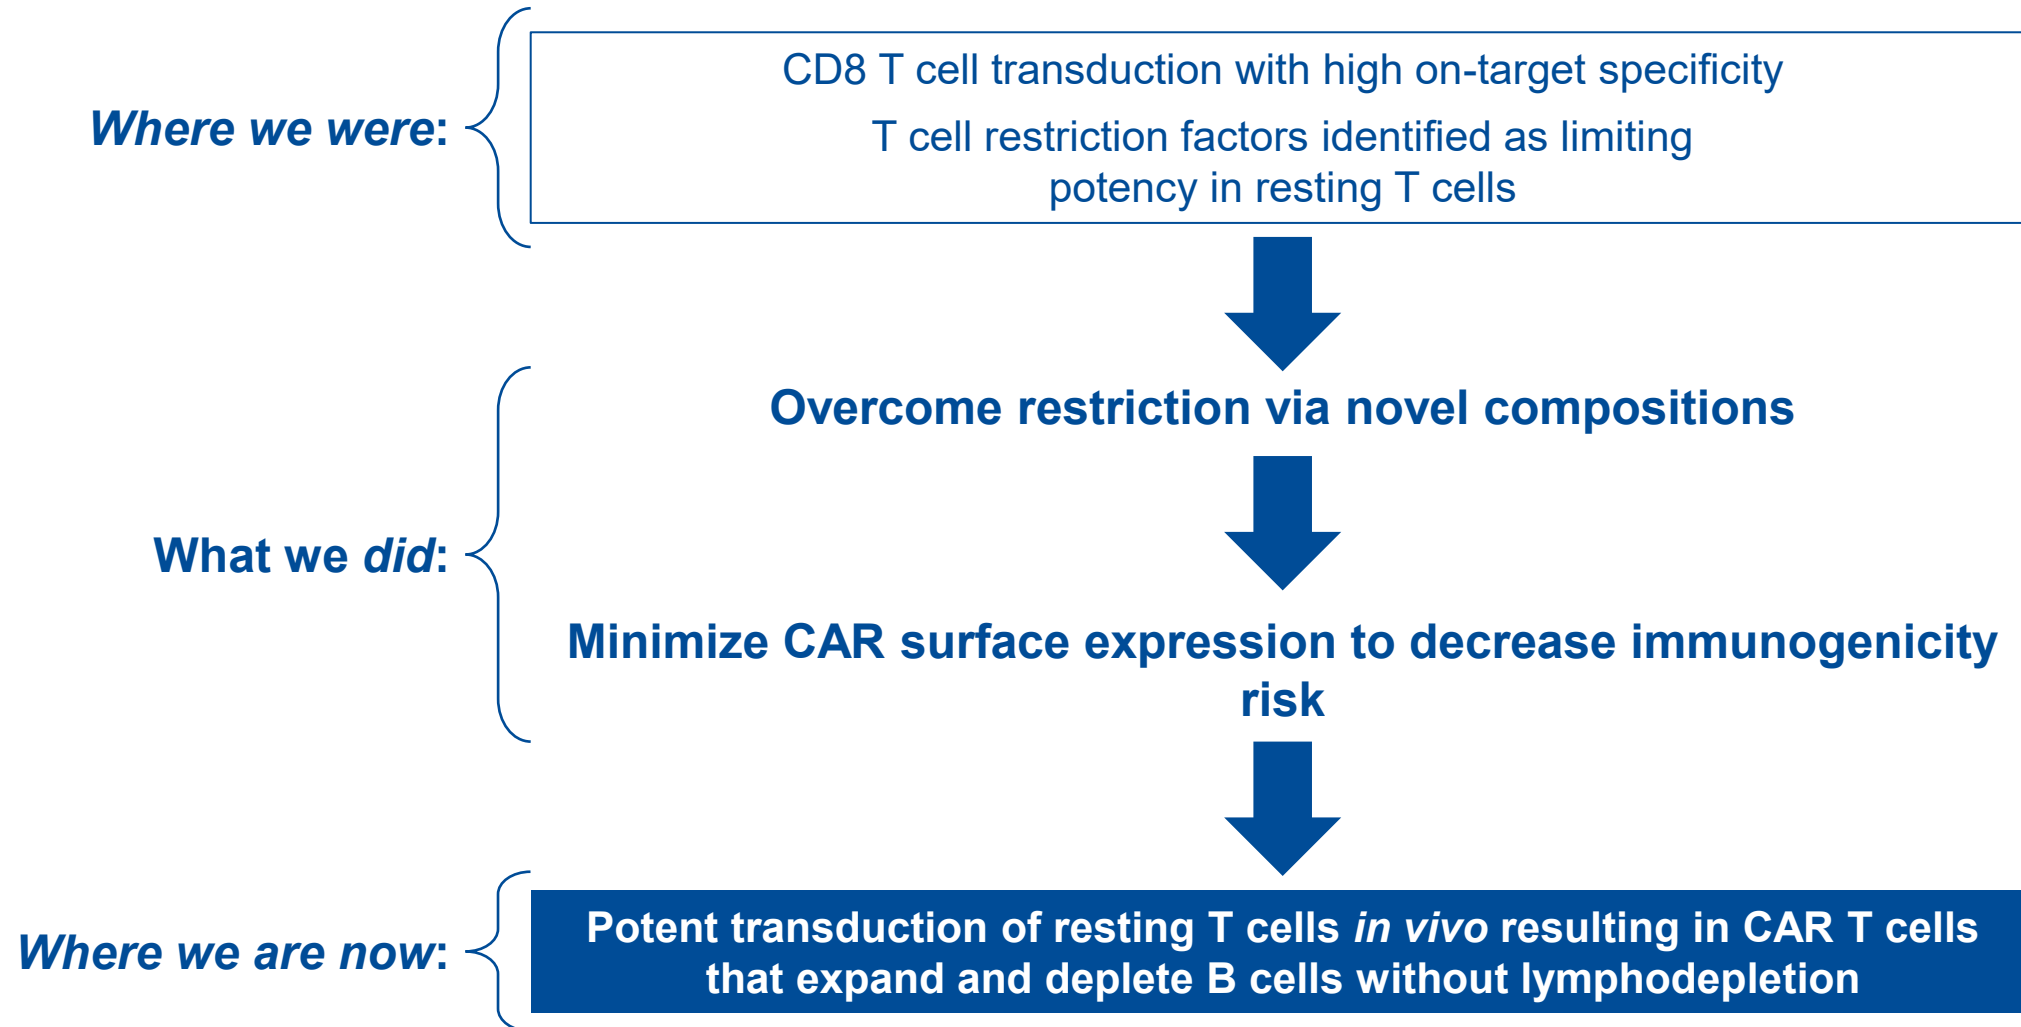 Where we were:
CD8 T cell transduction with high on-target specificity
T cell restriction factors identified as limiting
potency in resting T cells
What we did:
Overcome restriction via novel compositions
Minimize CAR surface expression to decrease immunogenicity
risk
Where we are now:
Potent transduction of resting T cells in vivo resulting in CAR T cells
that expand and deplete B cells without lymphodepletion